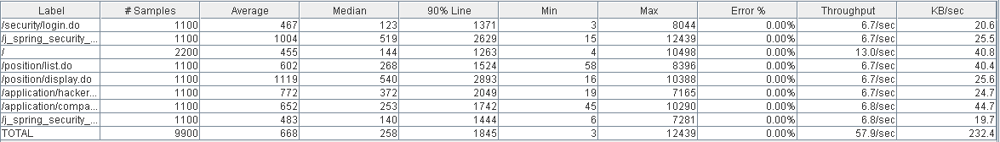 Label # Samples Average Median 90% Line Min Max Error % Throughput KB/sec
/security/login.do 1100 467 123 1371 3 8044 0.00% 6.7/sec 20.6
/j_spring_security_... 1100 1004 519 2629 15 12439 0.00% 6.7/sec 25.5
/ 2200 455 144 1263 4 10498 0.00% 13.0/sec 40.8
/position/list.do 1100 602 268 1524 58 8396 0.00% 6.7/sec 40.4
/position/display.do 1100 1119 540 2893 16 10388 0.00% 6.7/sec 25.6
/application/hacker... 1100 772 372 2049 19 7165 0.00% 6.7/sec 24.7
/application/compa... 1100 652 253 1742 45 10290 0.00% 6.8/sec 44.7
/j_spring_security_... 1100 483 140 1444 6 7281 0.00% 6.8/sec 19.7
TOTAL 9900 668 258 1845 3 12439 0.00% 57.9/sec 232.4